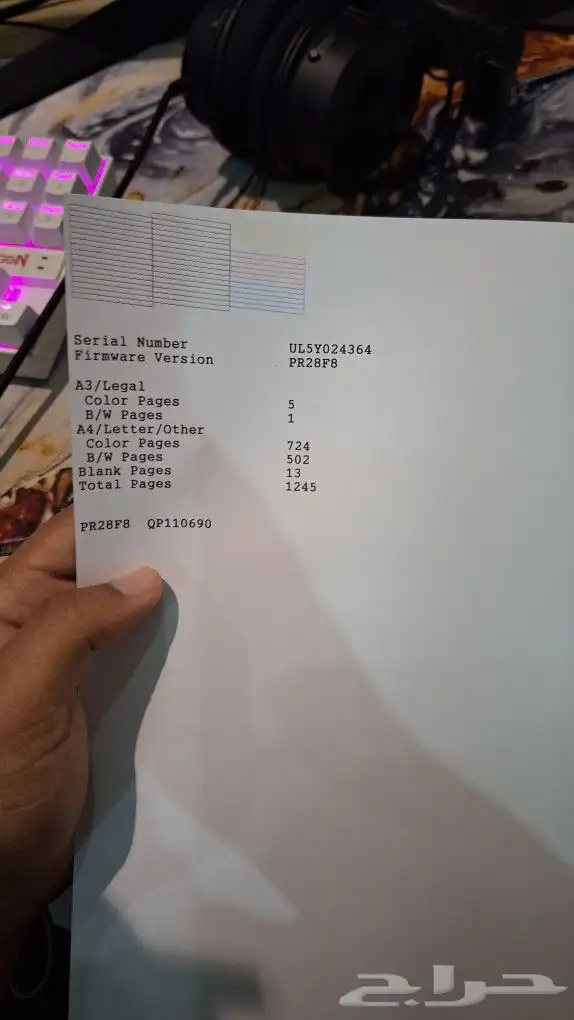 Serial Number UL5Y024364
Firmware Version PR28F8
A3/Legal
Color Pages 5
B/W Pages 1
A4/Letter/Other
Color Pages 724
B/W Pages 502
Blank Pages 13
Total Pages 1245
PR28F8 QP110690
حراج